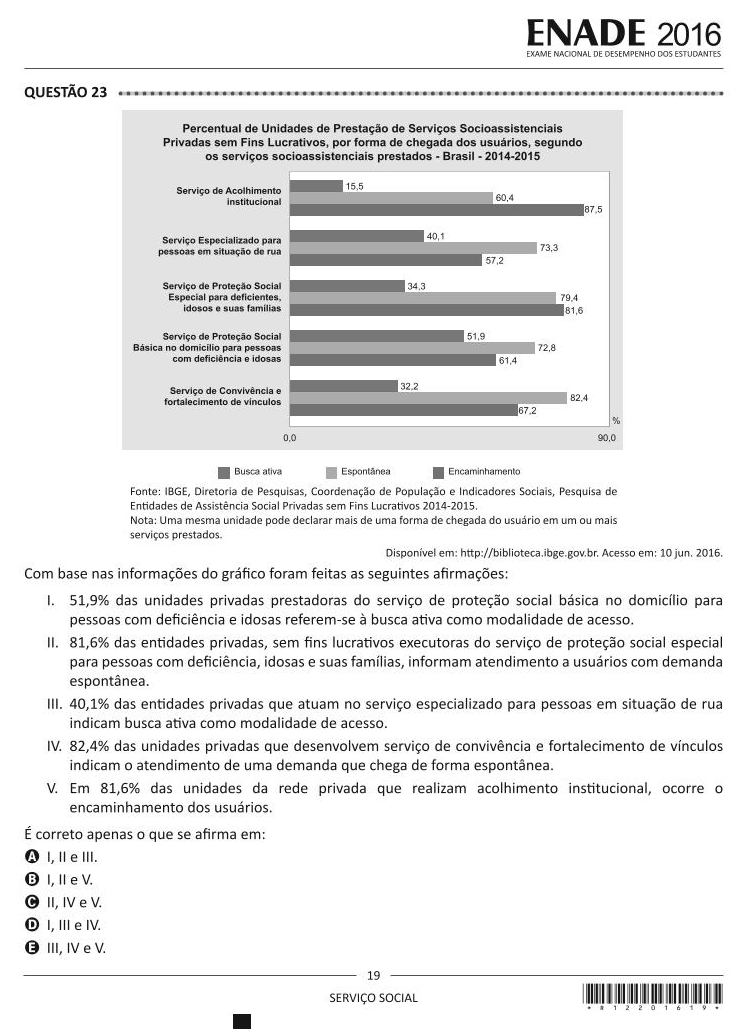 ENADE 2016
EXAME NACIONAL DE DESEMPENHO DOS ESTUDANTES
QUESTÃO 23
Percentual de Unidades de Prestação de Serviços Socioassistenciais
Privadas sem Fins Lucrativos, por forma de chegada dos usuários, segundo
os serviços socioassistenciais prestados - Brasil - 2014-2015
Serviço de Acolhimento
institucional
15,5
60,4
87,5
Serviço Especializado para
pessoas em situação de rua
40,1
73,3
57,2
Serviço de Proteção Social
Especial para deficientes,
idosos e suas famílias
34,3
79,4
81,6
Serviço de Proteção Social
Básica no domicílio para pessoas
com deficiência e idosas
51,9
72,8
61,4
Serviço de Convivência e
fortalecimento de vínculos
32,2
82,4
67,2
%
0,0 90,0
Busca ativa Espontânea Encaminhamento
Fonte: IBGE, Diretoria de Pesquisas, Coordenação de População e Indicadores Sociais, Pesquisa de
Entidades de Assistência Social Privadas sem Fins Lucrativos 2014-2015.
Nota: Uma mesma unidade pode declarar mais de uma forma de chegada do usuário em um ou mais
serviços prestados.
Disponível em: http://biblioteca.ibge.gov.br. Acesso em: 10 jun. 2016.
Com base nas informações do gráfico foram feitas as seguintes afirmações:
I. 51,9% das unidades privadas prestadoras do serviço de proteção social básica no domicílio para
pessoas com deficiência e idosas referem-se à busca ativa como modalidade de acesso.
II. 81,6% das entidades privadas, sem fins lucrativos executoras do serviço de proteção social especial
para pessoas com deficiência, idosas e suas famílias, informam atendimento a usuários com demanda
espontânea.
III. 40,1% das entidades privadas que atuam no serviço especializado para pessoas em situação de rua
indicam busca ativa como modalidade de acesso.
IV. 82,4% das unidades privadas que desenvolvem serviço de convivência e fortalecimento de vínculos
indicam o atendimento de uma demanda que chega de forma espontânea.
V. Em 81,6% das unidades da rede privada que realizam acolhimento institucional, ocorre o
encaminhamento dos usuários.
É correto apenas o que se afirma em:
A I, II e III.
B I, II e V.
C II, IV e V.
D I, III e IV.
E III, IV e V.
19
SERVIÇO SOCIAL
*R1220161 9*